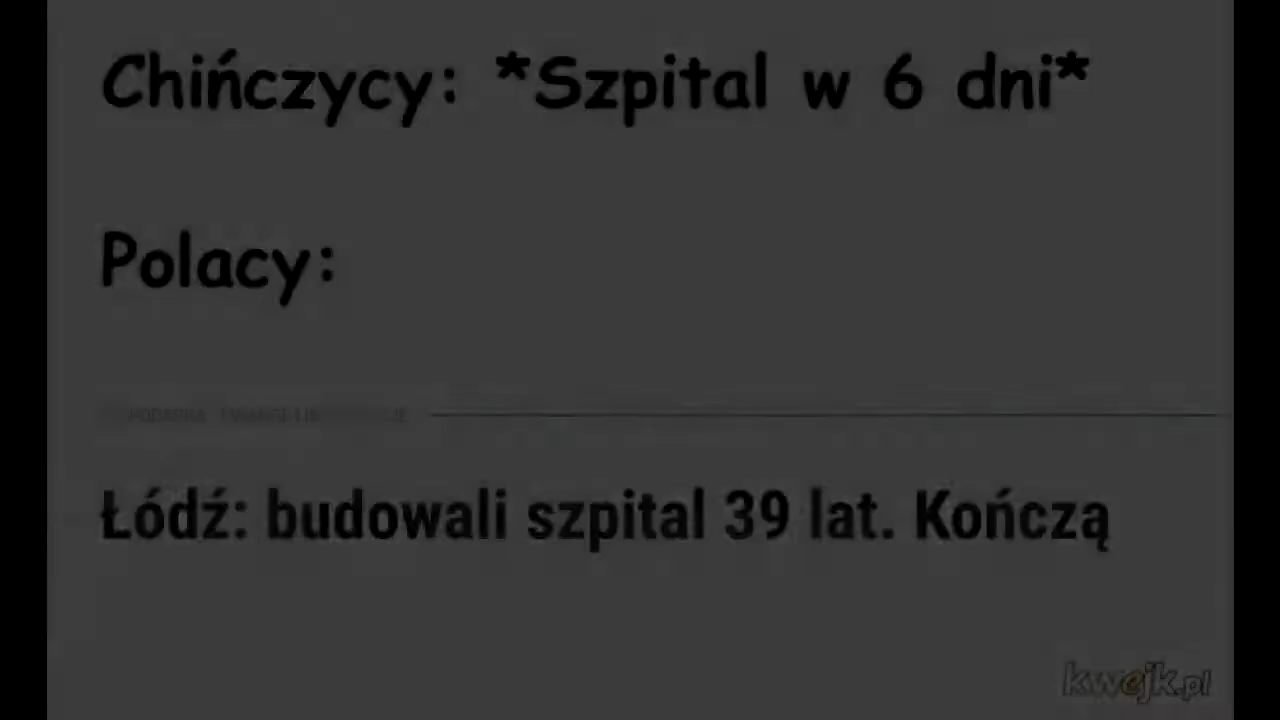 Chińczycy: *Szpital w 6 dni*
Polacy:
Łódź: budowali szpital 39 lat. Kończą
kwejk.pl